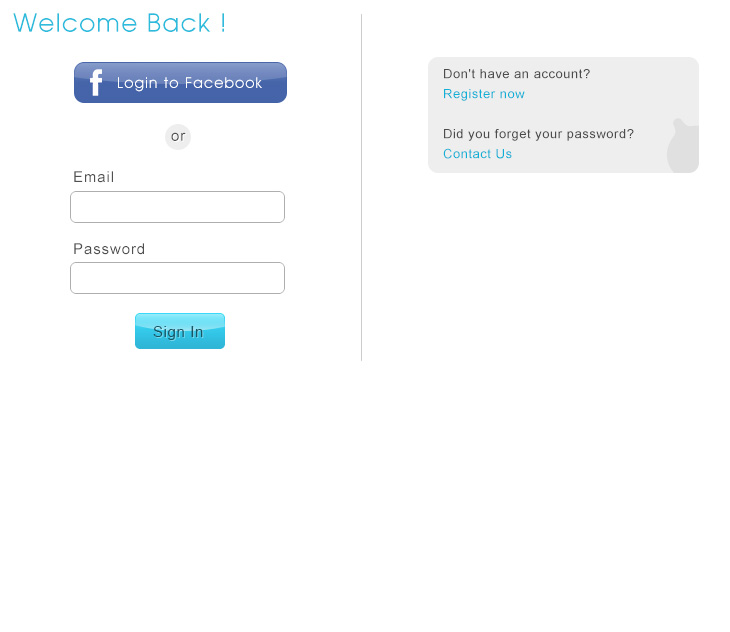 Welcome Back !
Login to Facebook
or
Email
Password
Sign In
Don't have an account?
Register now
Did you forget your password?
Contact Us